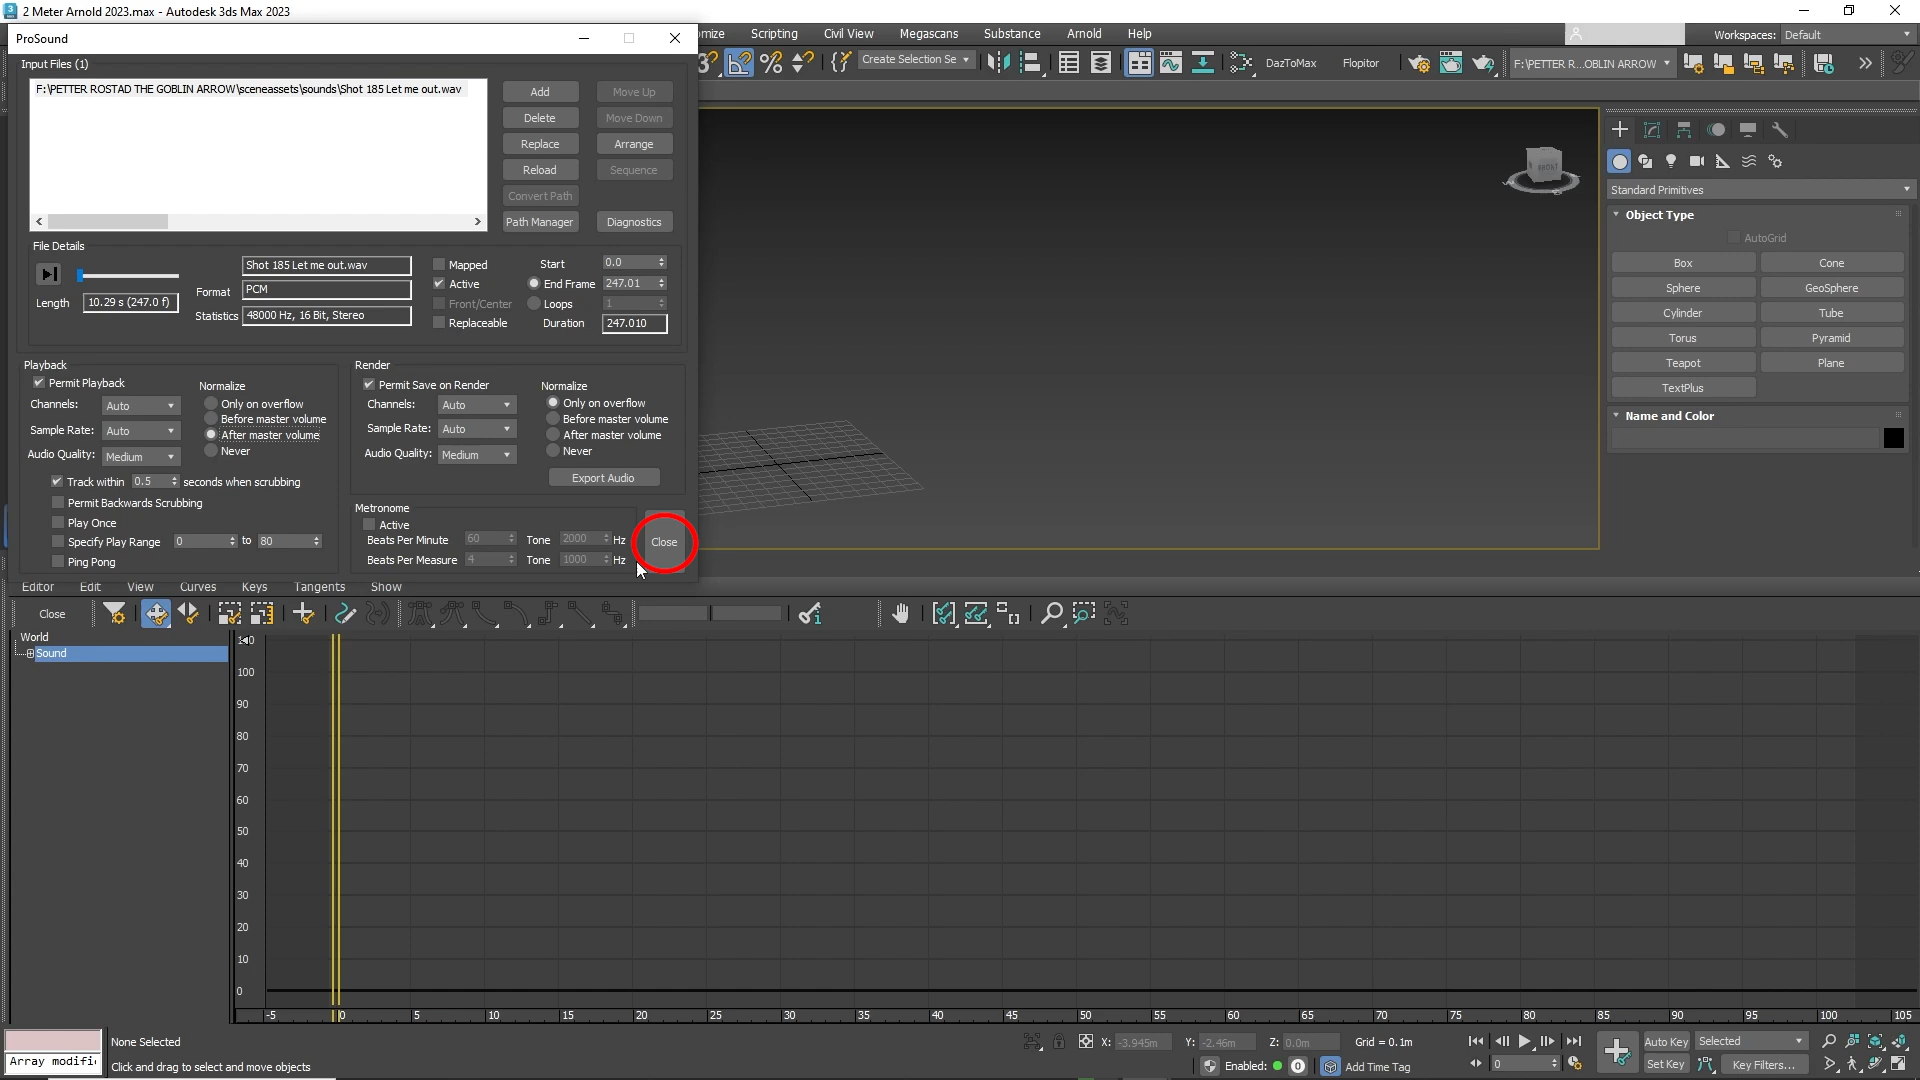 2 Meter Arnold 2023.max - Autodesk 3ds Max 2023
ProSound
Scripting Civil View Megascans Substance Arnold Help
Workspaces: Default
Create Selection Se
DazToMax Flopitor
F:\PETTER R...OBLIN ARROW
Input Files (1)
F:\PETTER ROSTAD THE GOBLIN ARROW\sceneassets\sounds\Shot 185 Let me out.wav
Add Move Up
Delete Move Down
Replace Arrange
Reload Sequence
Convert Path
Path Manager Diagnostics
File Details
Shot 185 Let me out.wav
Format PCM
Length 10.29 s (247.0 f)
Statistics 48000 Hz, 16 Bit, Stereo
Mapped Start 0.0
Active End Frame 247.01
Front/Center Loops 1
Replaceable Duration 247.010
Playback
Permit Playback
Channels: Auto
Sample Rate: Auto
Audio Quality: Medium
Normalize
Only on overflow
Before master volume
After master volume
Never
Track within 0.5 seconds when scrubbing
Permit Backwards Scrubbing
Play Once
Specify Play Range 0 to 80
Ping Pong
Render
Permit Save on Render
Channels: Auto
Sample Rate: Auto
Audio Quality: Medium
Normalize
Only on overflow
Before master volume
After master volume
Never
Export Audio
Metronome
Active
Beats Per Minute 60 Tone 2000 Hz
Beats Per Measure 4 Tone 1000 Hz
Close
FRONT
Standard Primitives
Object Type
AutoGrid
Box Cone
Sphere GeoSphere
Cylinder Tube
Torus Pyramid
Teapot Plane
TextPlus
Name and Color
Editor Edit View Curves Keys Tangents Show
Close
World
Sound
100
90
80
70
60
50
40
30
20
10
0
-5 0 5 10 15 20 25 30 35 40 45 50 55 60 65 70 75 80 85 90 95 100 105
None Selected
X: -3.945m Y: -2.46m Z: 0.0m Grid = 0.1m
Auto Key Selected
Array modifi
Click and drag to select and move objects
Enabled: 0 Add Time Tag
0
Set Key Key Filters...